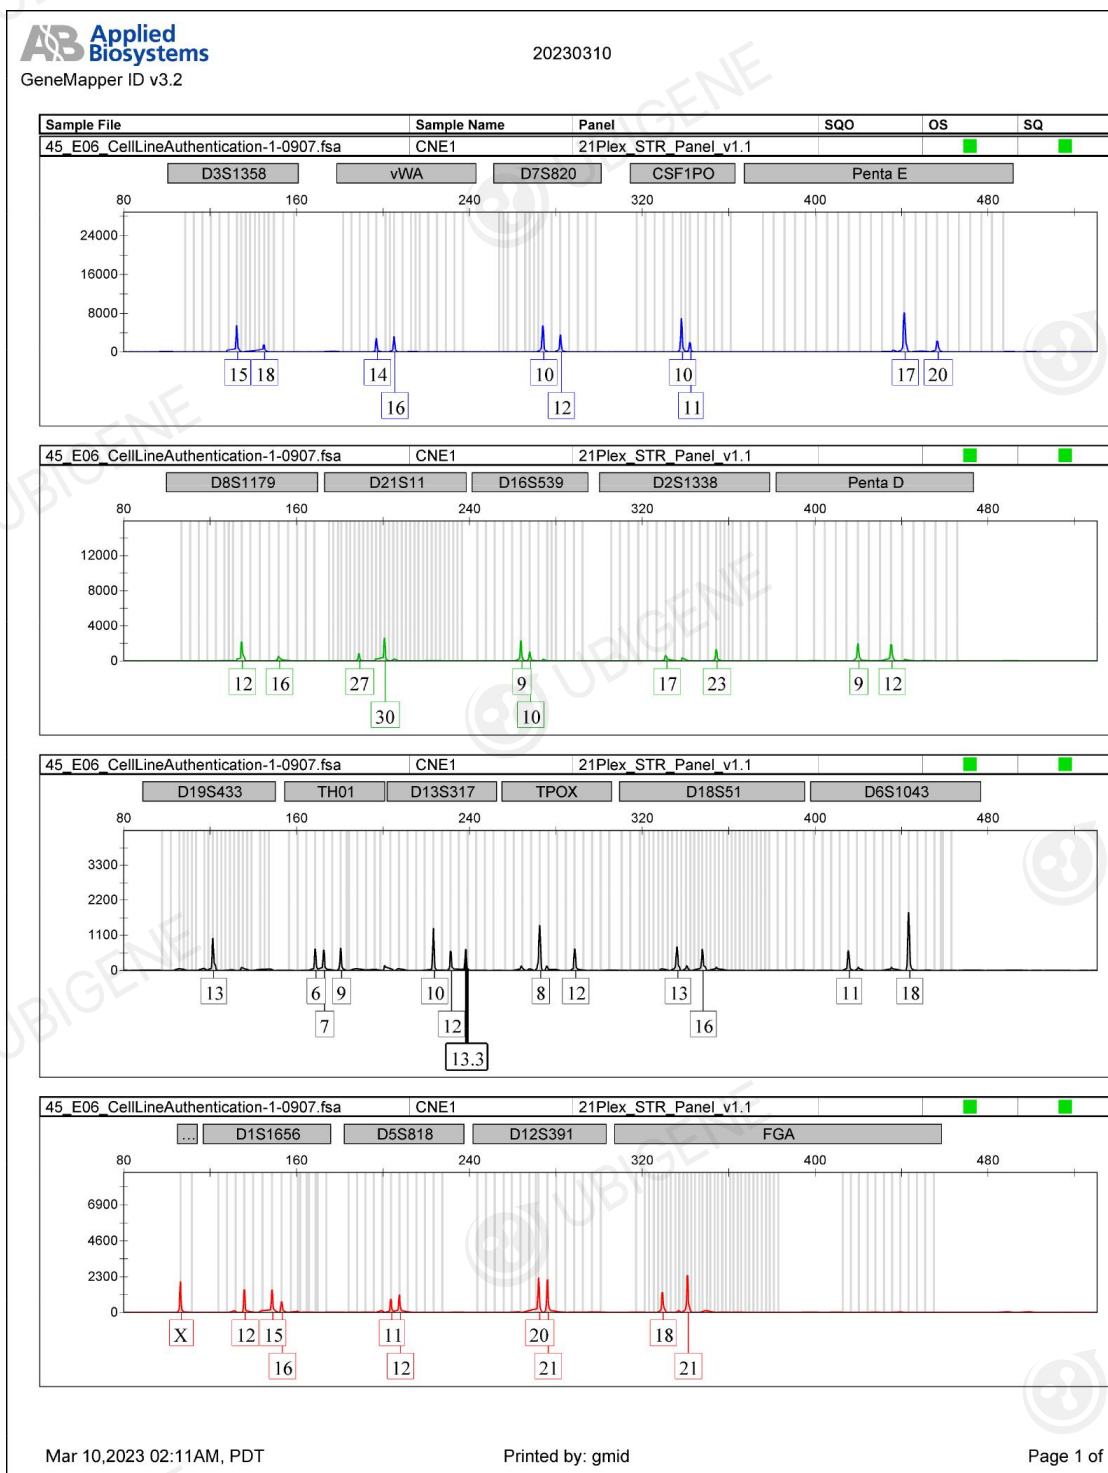 AB Applied Biosystems
20230310
GeneMapper ID v3.2
Sample File Sample Name Panel SQO OS SQ
45_E06_CellLineAuthentication-1-0907.fsa CNE1 21Plex_STR_Panel_v1.1
D3S1358 vWA D7S820 CSF1PO Penta E
80 160 240 320 400 480
24000
16000
8000
0
15 18 14 10 10 17 20
16 12 11
45_E06_CellLineAuthentication-1-0907.fsa CNE1 21Plex_STR_Panel_v1.1
D8S1179 D21S11 D16S539 D2S1338 Penta D
80 160 240 320 400 480
12000
8000
4000
0
12 16 27 9 17 23 9 12
30 10
45_E06_CellLineAuthentication-1-0907.fsa CNE1 21Plex_STR_Panel_v1.1
D19S433 TH01 D13S317 TPOX D18S51 D6S1043
80 160 240 320 400 480
3300
2200
1100
0
13 6 9 10 8 12 13 11 18
7 12 16
13.3
45_E06_CellLineAuthentication-1-0907.fsa CNE1 21Plex_STR_Panel_v1.1
... D1S1656 D5S818 D12S391 FGA
80 160 240 320 400 480
6900
4600
2300
0
X 12 15 11 20 18 21
16 12 21
Mar 10,2023 02:11AM, PDT Printed by: gmid Page 1 of
UBIGENE
UBIGENE
UBIGENE
UBIGENE
UBIGENE
UBIGENE